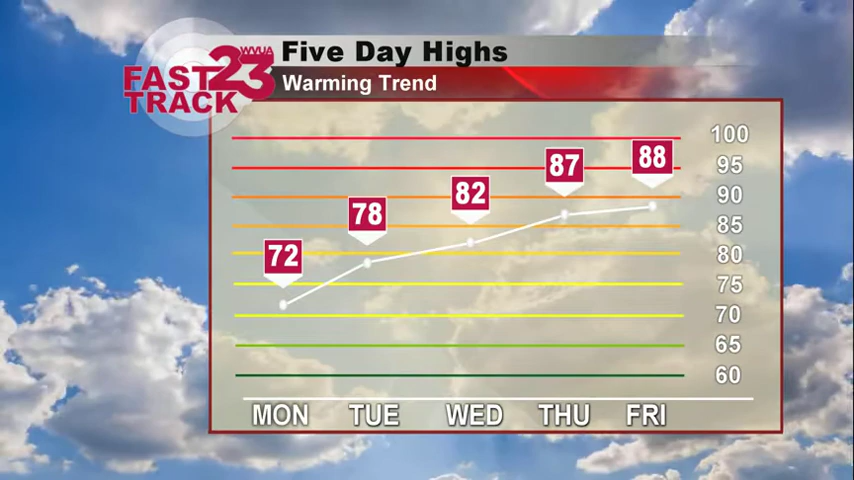 WVUA
23
FAST
TRACK
Five Day Highs
Warming Trend
100
95
90
85
80
75
70
65
60
72
78
82
87
88
MON TUE WED THU FRI